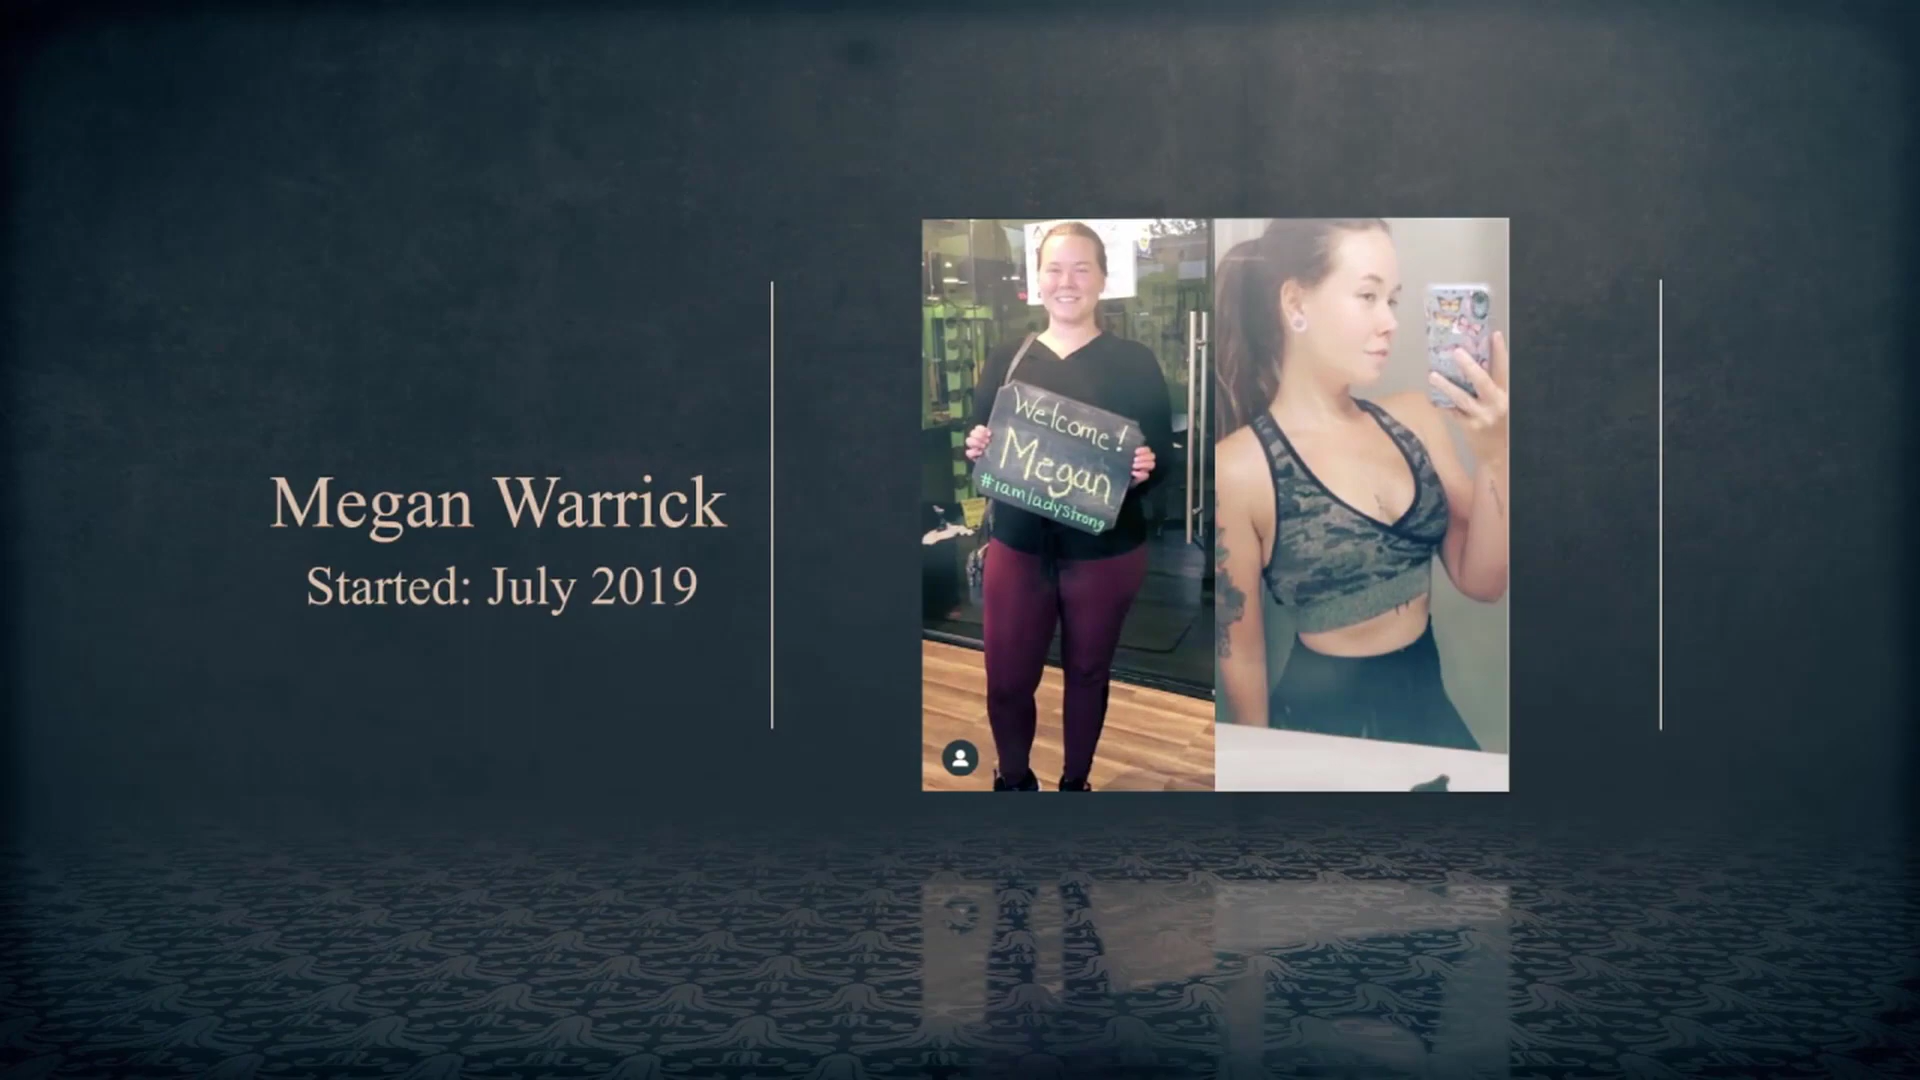 Megan Warrick
Started: July 2019
Welcome!
Megan
#iamladystrong